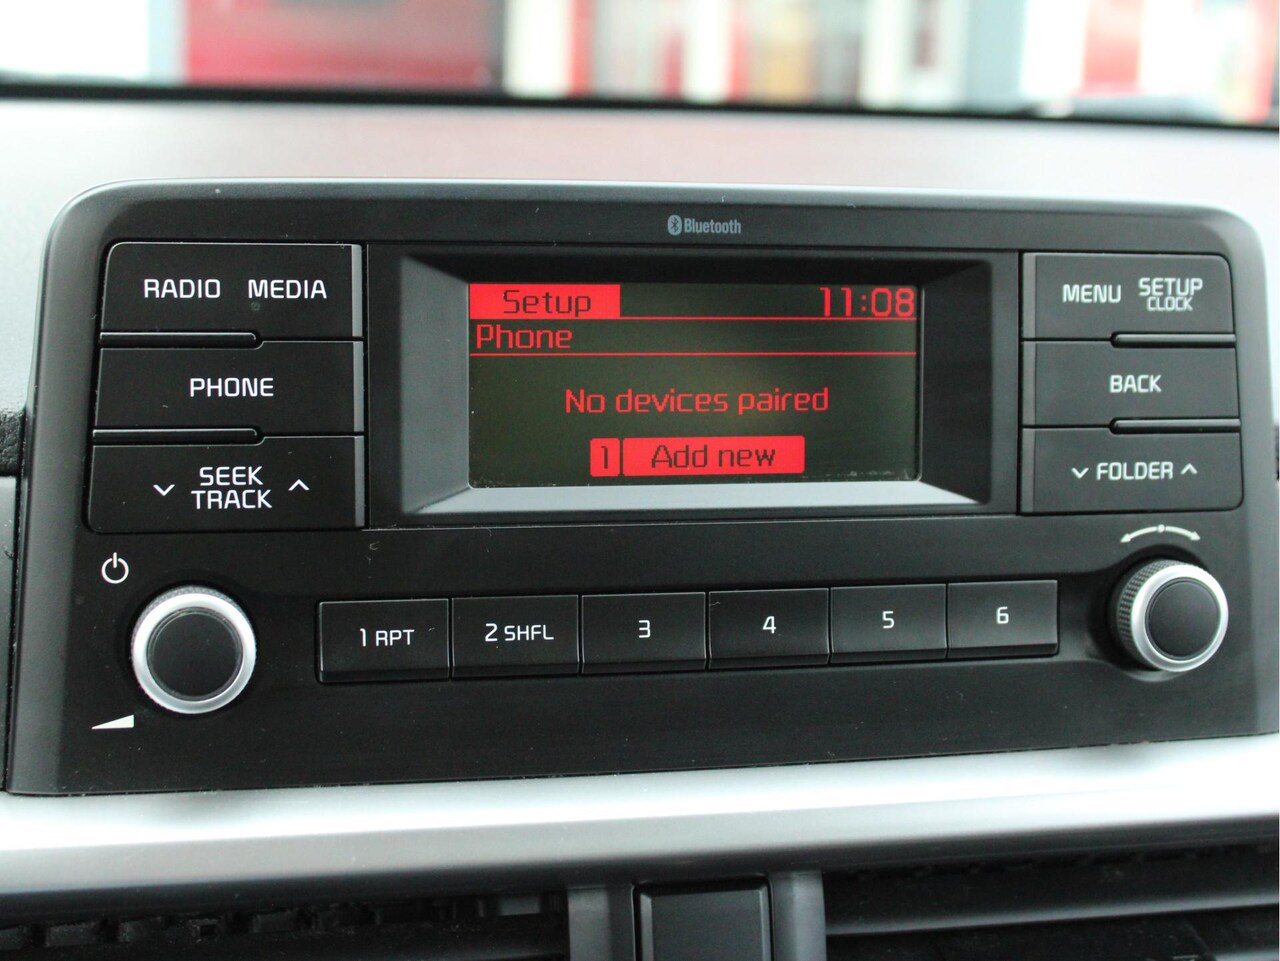 Bluetooth
RADIO MEDIA
PHONE
SEEK
TRACK
Setup 11:08
Phone
No devices paired
1 Add new
MENU SETUP
CLOCK
BACK
FOLDER
1 RPT 2 SHFL 3 4 5 6